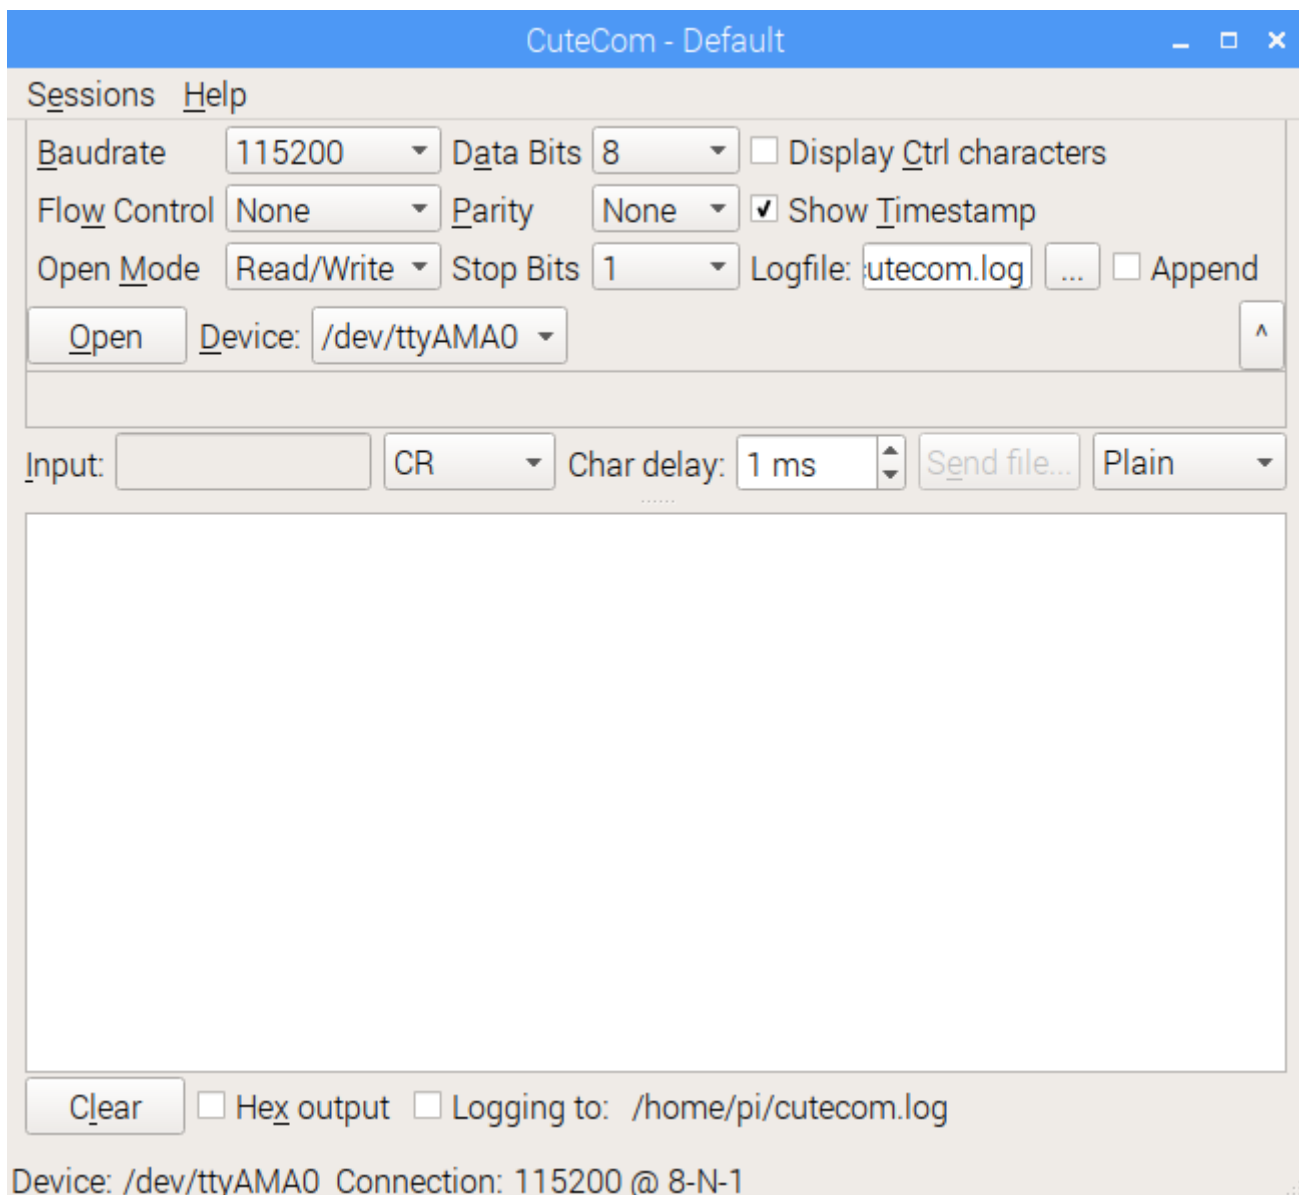 CuteCom - Default
Sessions Help
Baudrate 115200 Data Bits 8 Display Ctrl characters
Flow Control None Parity None Show Timestamp
Open Mode Read/Write Stop Bits 1 Logfile: cutecom.log ... Append
Open Device: /dev/ttyAMA0 ^
Input: CR Char delay: 1 ms Send file... Plain
Clear Hex output Logging to: /home/pi/cutecom.log
Device: /dev/ttyAMA0 Connection: 115200 @ 8-N-1